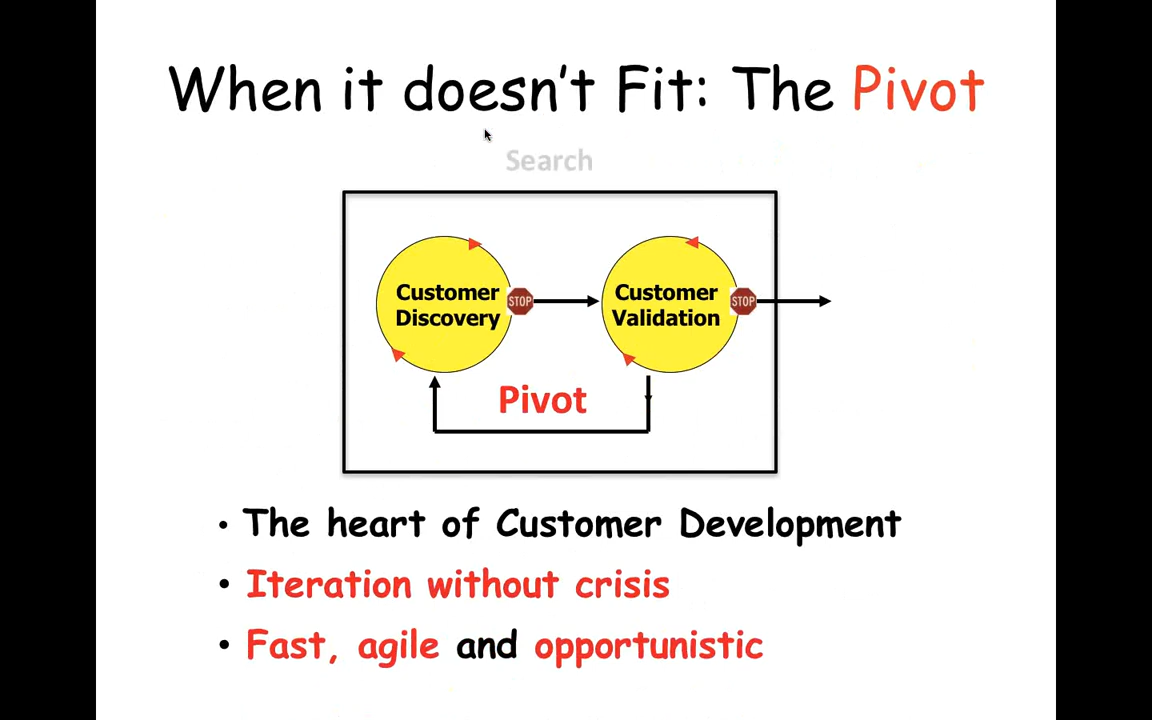 When it doesn't Fit: The Pivot
Search
Customer
Discovery
STOP
Customer
Validation
STOP
Pivot
• The heart of Customer Development
• Iteration without crisis
• Fast, agile and opportunistic